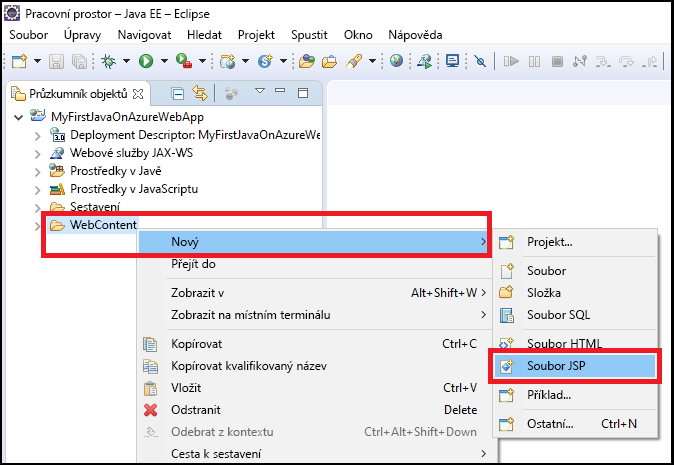 Pracovní prostor – Java EE – Eclipse
Soubor Úpravy Navigovat Hledat Projekt Spustit Okno Nápověda
Průzkumník objektů
MyFirstJavaOnAzureWebApp
3.0 Deployment Descriptor: MyFirstJavaOnAzureWe
Webové služby JAX-WS
Prostředky v Javě
Prostředky v JavaScriptu
Sestavení
WebContent
Nový
Přejít do
Zobrazit v Alt+Shift+W
Zobrazit na místním terminálu
Kopírovat Ctrl+C
Kopírovat kvalifikovaný název
Vložit Ctrl+V
Odstranit Delete
Odebrat z kontextu Ctrl+Alt+Shift+Down
Cesta k sestavení
Projekt...
Soubor
Složka
Soubor SQL
Soubor HTML
Soubor JSP
Příklad...
Ostatní... Ctrl+N